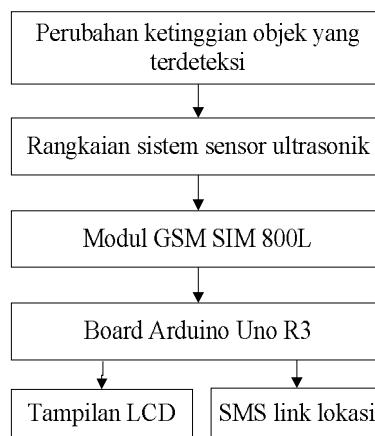 Perubahan ketinggian objek yang
terdeteksi
Rangkaian sistem sensor ultrasonik
Modul GSM SIM 800L
Board Arduino Uno R3
Tampilan LCD
SMS link lokasi